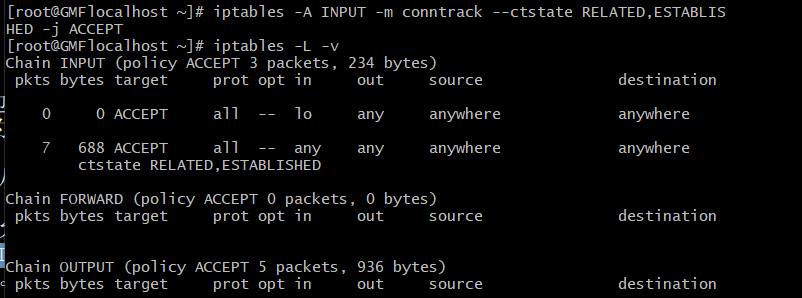 [root@GMFlocalhost ~]# iptables -A INPUT -m conntrack --ctstate RELATED,ESTABLIS
HED -j ACCEPT
[root@GMFlocalhost ~]# iptables -L -v
Chain INPUT (policy ACCEPT 3 packets, 234 bytes)
pkts bytes target prot opt in out source destination
0 0 ACCEPT all -- lo any anywhere anywhere
7 688 ACCEPT all -- any any anywhere anywhere
ctstate RELATED,ESTABLISHED
Chain FORWARD (policy ACCEPT 0 packets, 0 bytes)
pkts bytes target prot opt in out source destination
Chain OUTPUT (policy ACCEPT 5 packets, 936 bytes)
pkts bytes target prot opt in out source destination